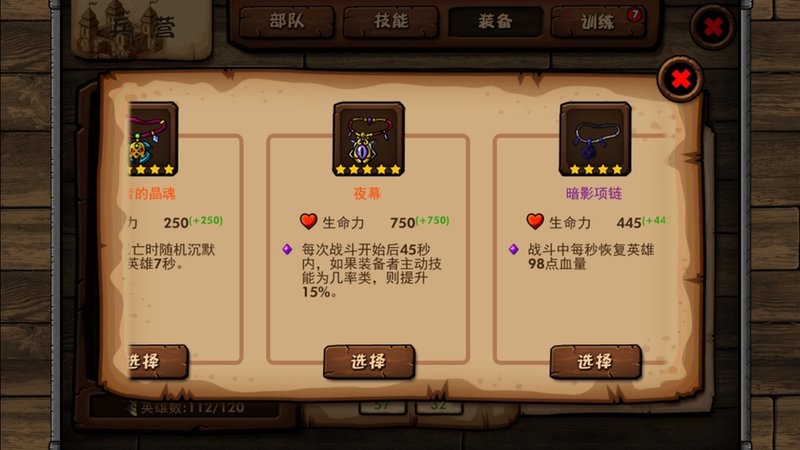 兵营
部队
技能
装备
训练
7
音的晶魂
夜幕
暗影项链
力 250(+250)
生命力 750(+750)
生命力 445(+44
亡时随机沉默
英雄7秒。
每次战斗开始后45秒
内，如果装备者主动技
能为几率类，则提升
15%。
战斗中每秒恢复英雄
98点血量
选择
选择
选择
英雄数:112/120
57
32